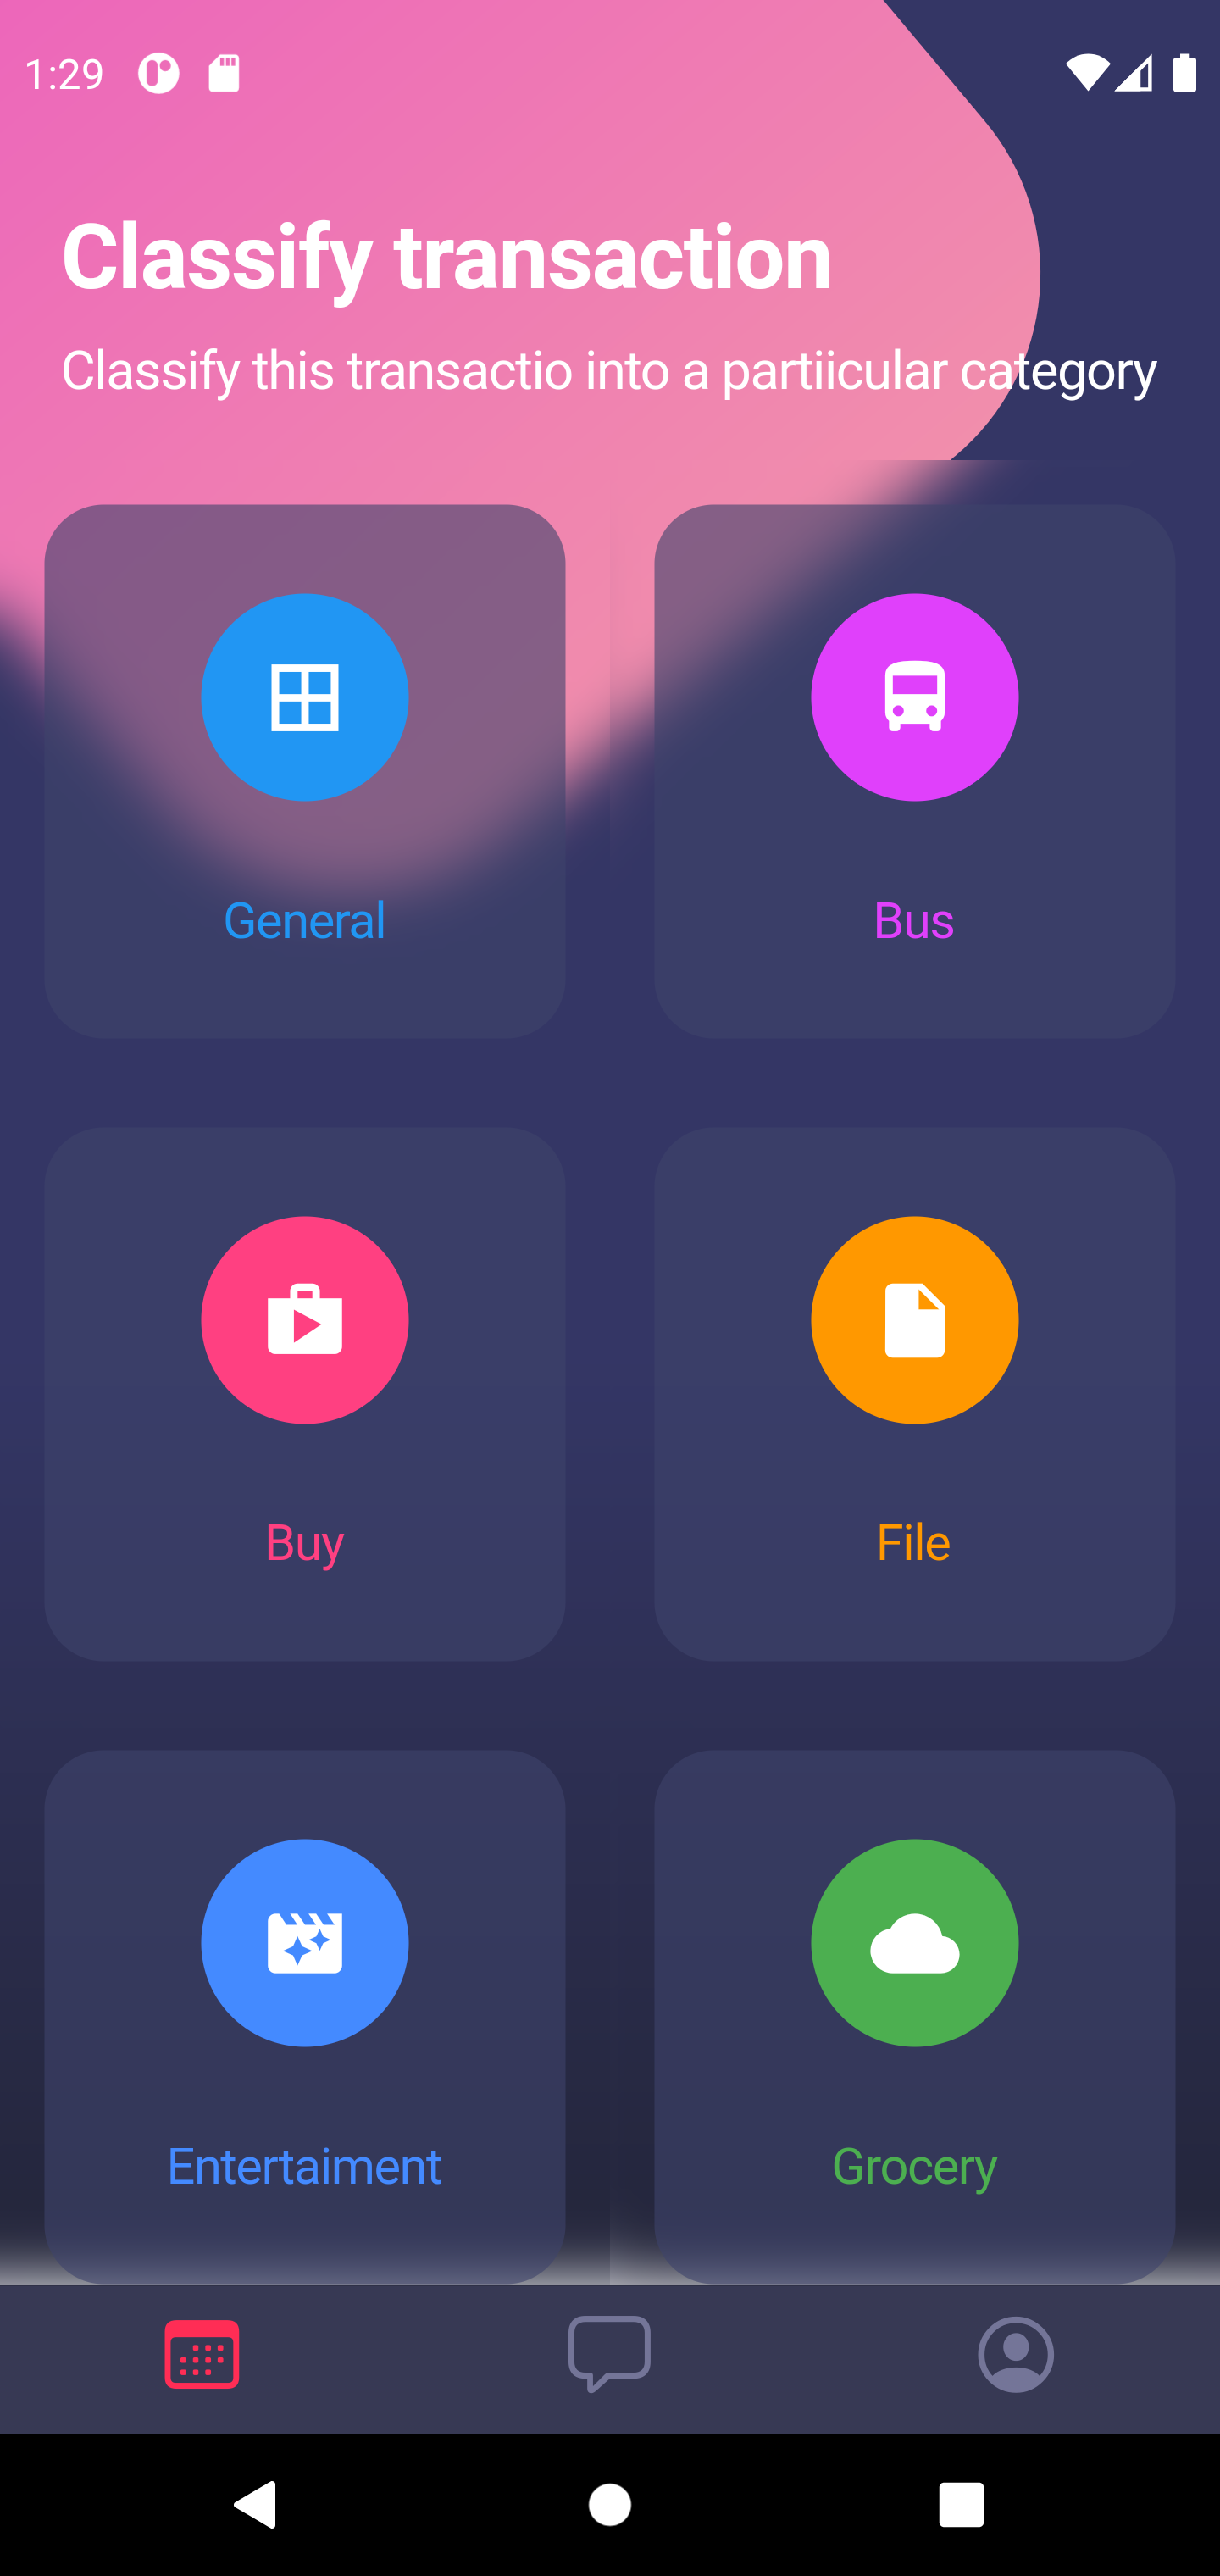 1:29
Classify transaction
Classify this transactio into a partiicular category
General
Bus
Buy
File
Entertaiment
Grocery